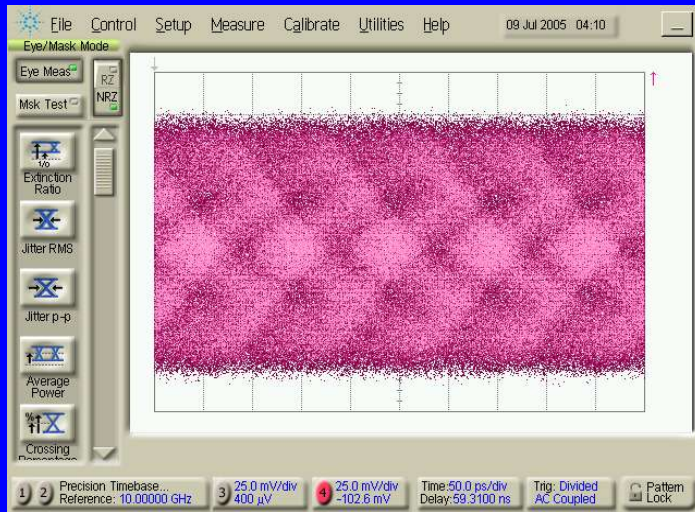 File Control Setup Measure Calibrate Utilities Help 09 Jul 2005 04:10
Eye/Mask Mode
Eye Meas
RZ
NRZ
Msk Test
1/0
Extinction
Ratio
Jitter RMS
Jitter p-p
Average
Power
%
Crossing
Percentage
1 2 Precision Timebase...
Reference: 10.00000 GHz
3 25.0 mV/div
400 µV
4 25.0 mV/div
-102.6 mV
Time:50.0 ps/div
Delay:59.3100 ns
Trig: Divided
AC Coupled
Pattern
Lock